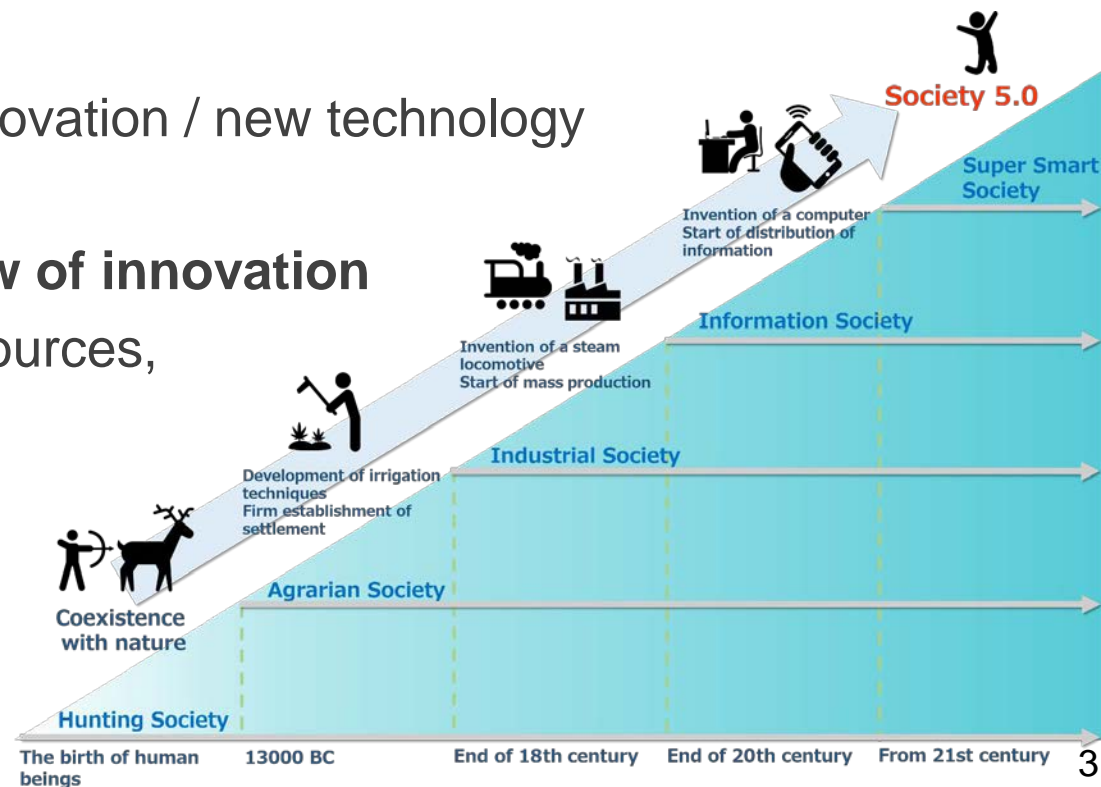 ovation / new technology
w of innovation
ources,
Society 5.0
Super Smart
Society
Invention of a computer
Start of distribution of
information
Information Society
Invention of a steam
locomotive
Start of mass production
Industrial Society
Development of irrigation
techniques
Firm establishment of
settlement
Agrarian Society
Coexistence
with nature
Hunting Society
The birth of human
beings
13000 BC
End of 18th century
End of 20th century
From 21st century
3